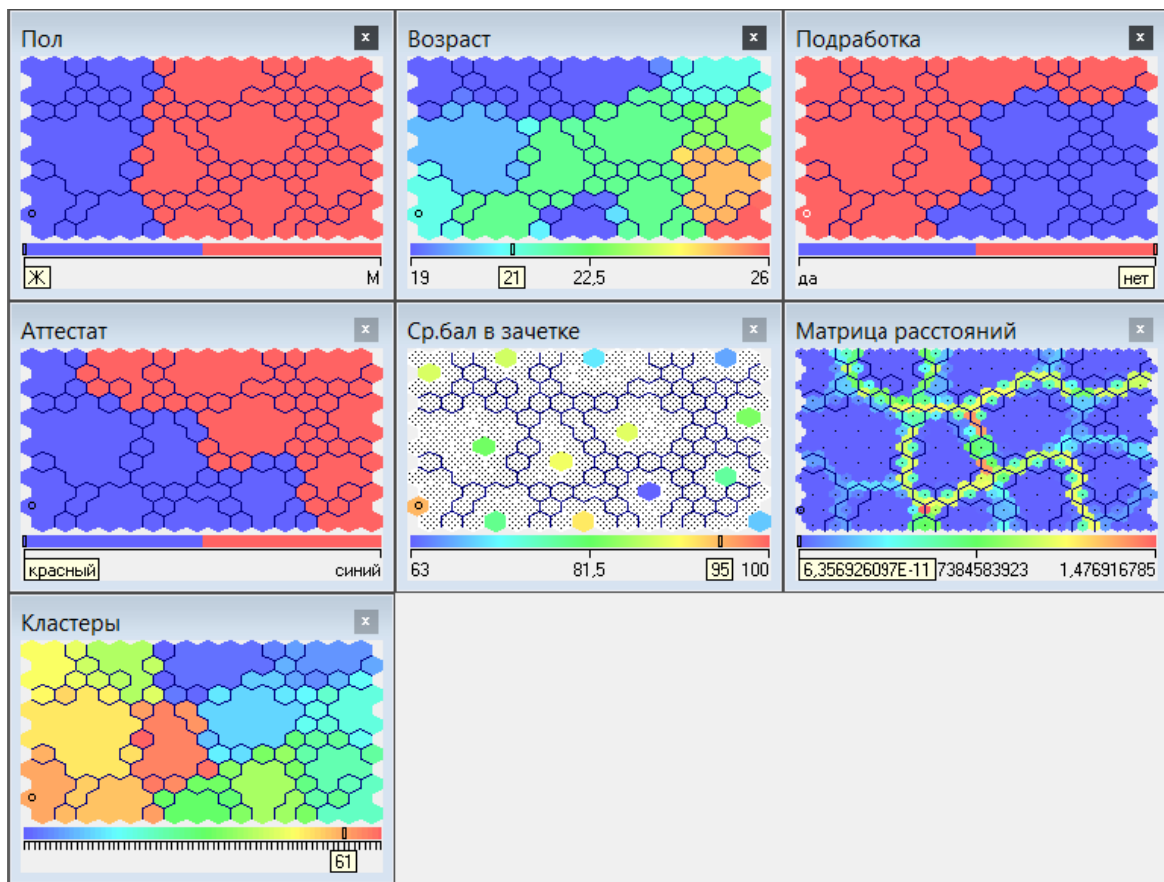 Пол
x
Возраст
x
Подработка
x
Ж
М
19
21
22,5
26
да
нет
Аттестат
x
Ср.бал в зачетке
x
Матрица расстояний
x
красный
синий
63
81,5
95
100
6,356926097E-11
7384583923
1,476916785
Кластеры
x
61